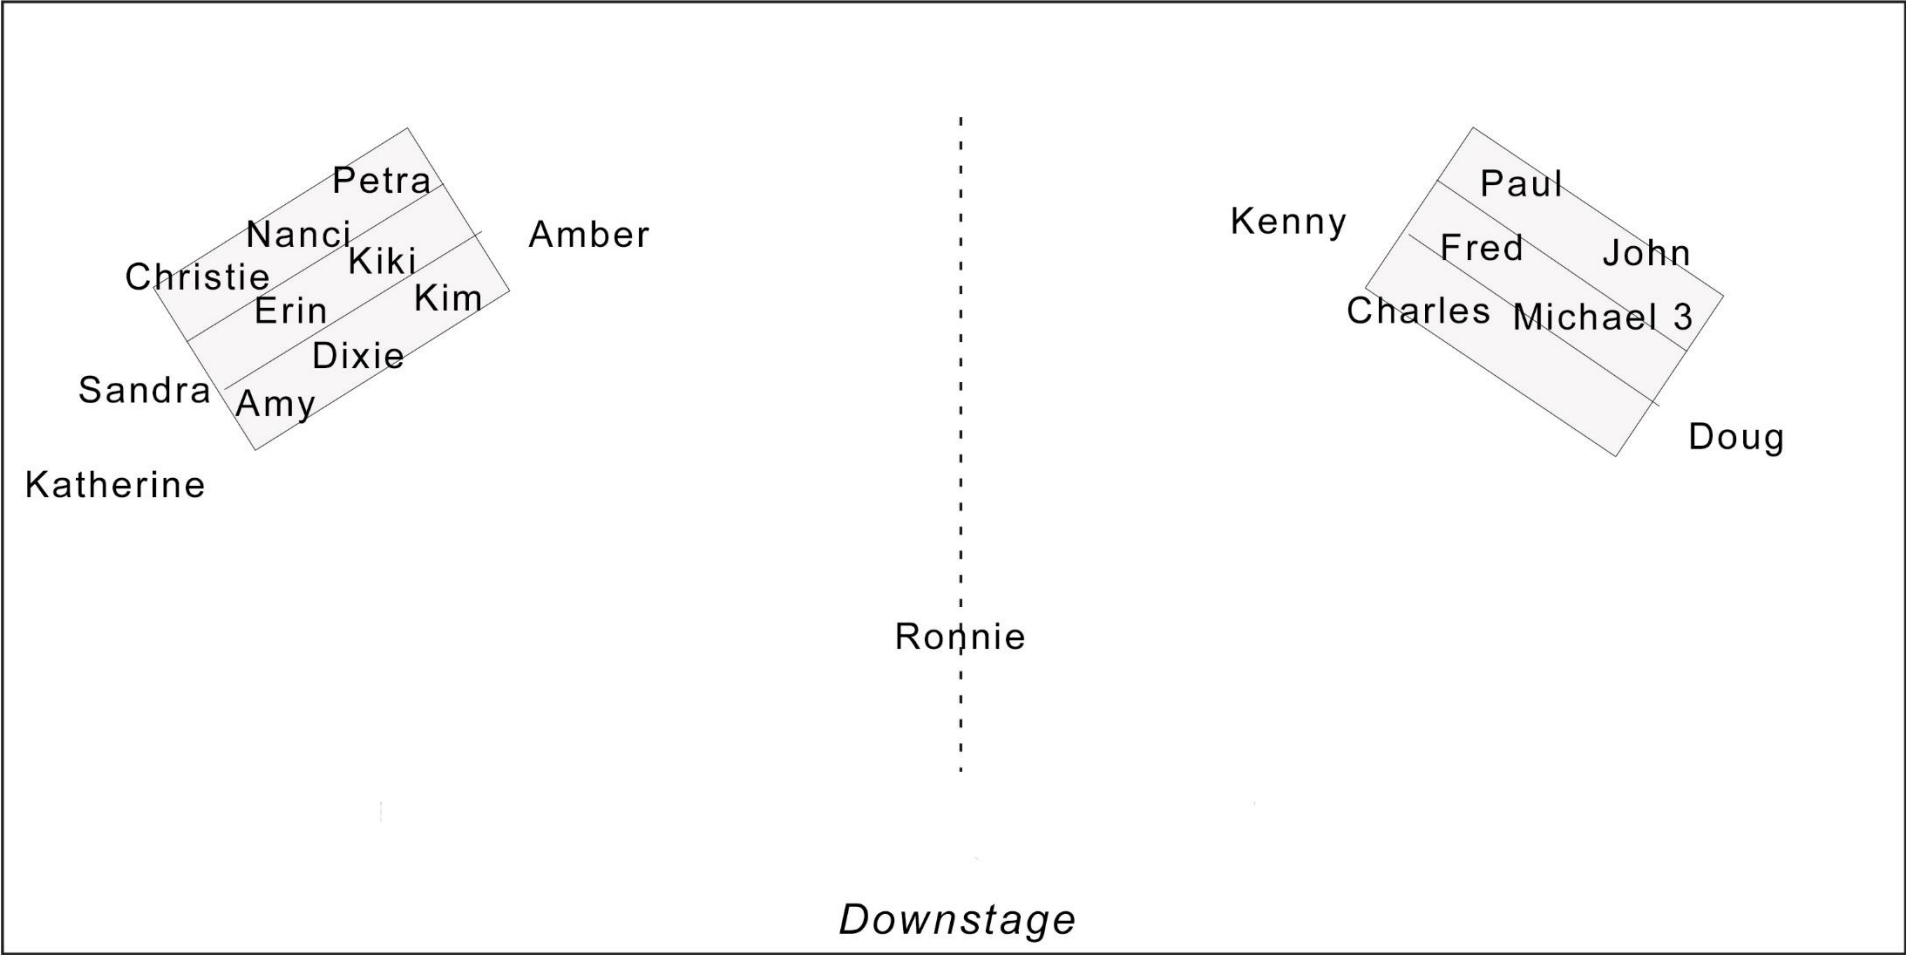 Petra
Nanci
Christie
Kiki
Erin
Kim
Dixie
Amy
Amber
Sandra
Katherine
Ronnie
Kenny
Paul
Fred
John
Charles
Michael 3
Doug
Downstage